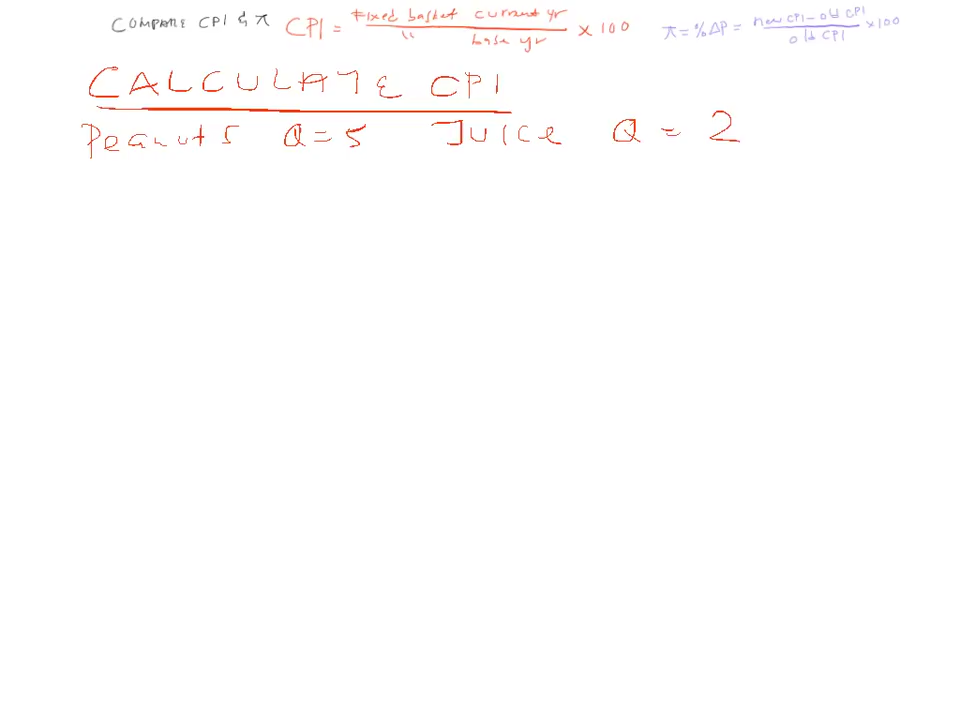 COMPARE CPI & π CPI = Fixed basket current yr / " base yr × 100 π = %ΔP = new CPI - old CPI / old CPI × 100
CALCULATE CPI
Peanuts Q = 5 Juice Q = 2